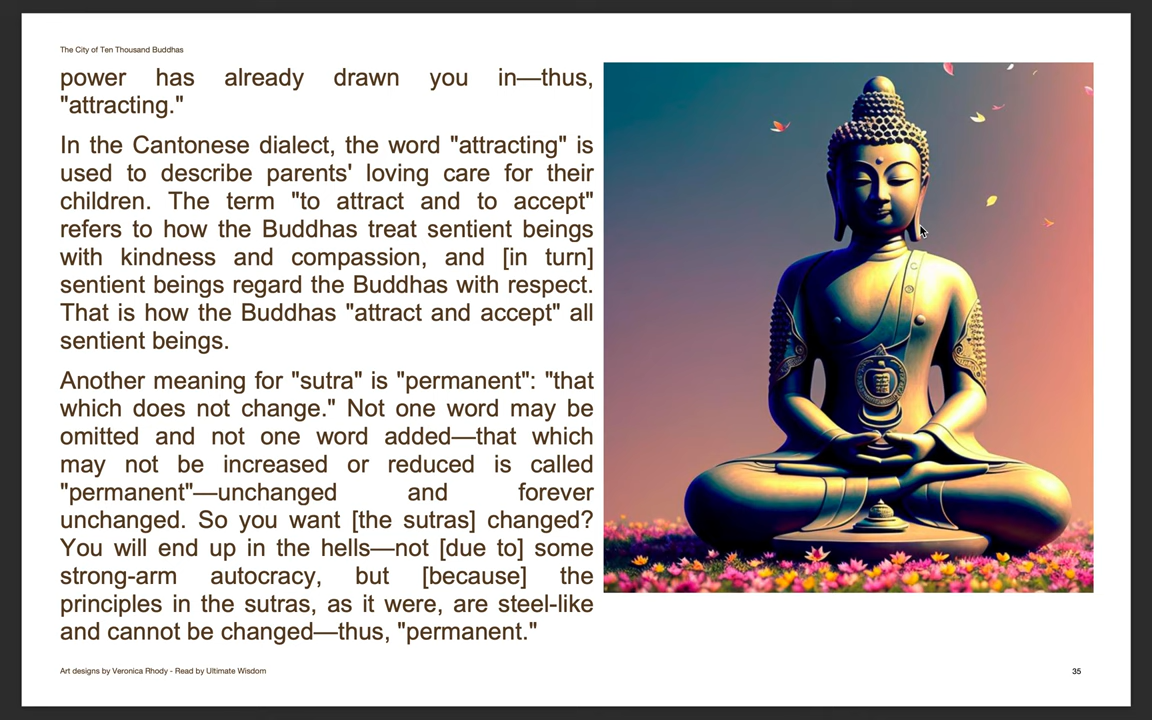 The City of Ten Thousand Buddhas
power has already drawn you in—thus,
"attracting."
In the Cantonese dialect, the word "attracting" is
used to describe parents' loving care for their
children. The term "to attract and to accept"
refers to how the Buddhas treat sentient beings
with kindness and compassion, and [in turn]
sentient beings regard the Buddhas with respect.
That is how the Buddhas "attract and accept" all
sentient beings.
Another meaning for "sutra" is "permanent": "that
which does not change." Not one word may be
omitted and not one word added—that which
may not be increased or reduced is called
"permanent"—unchanged and forever
unchanged. So you want [the sutras] changed?
You will end up in the hells—not [due to] some
strong-arm autocracy, but [because] the
principles in the sutras, as it were, are steel-like
and cannot be changed—thus, "permanent."
Art designs by Veronica Rhody - Read by Ultimate Wisdom
35